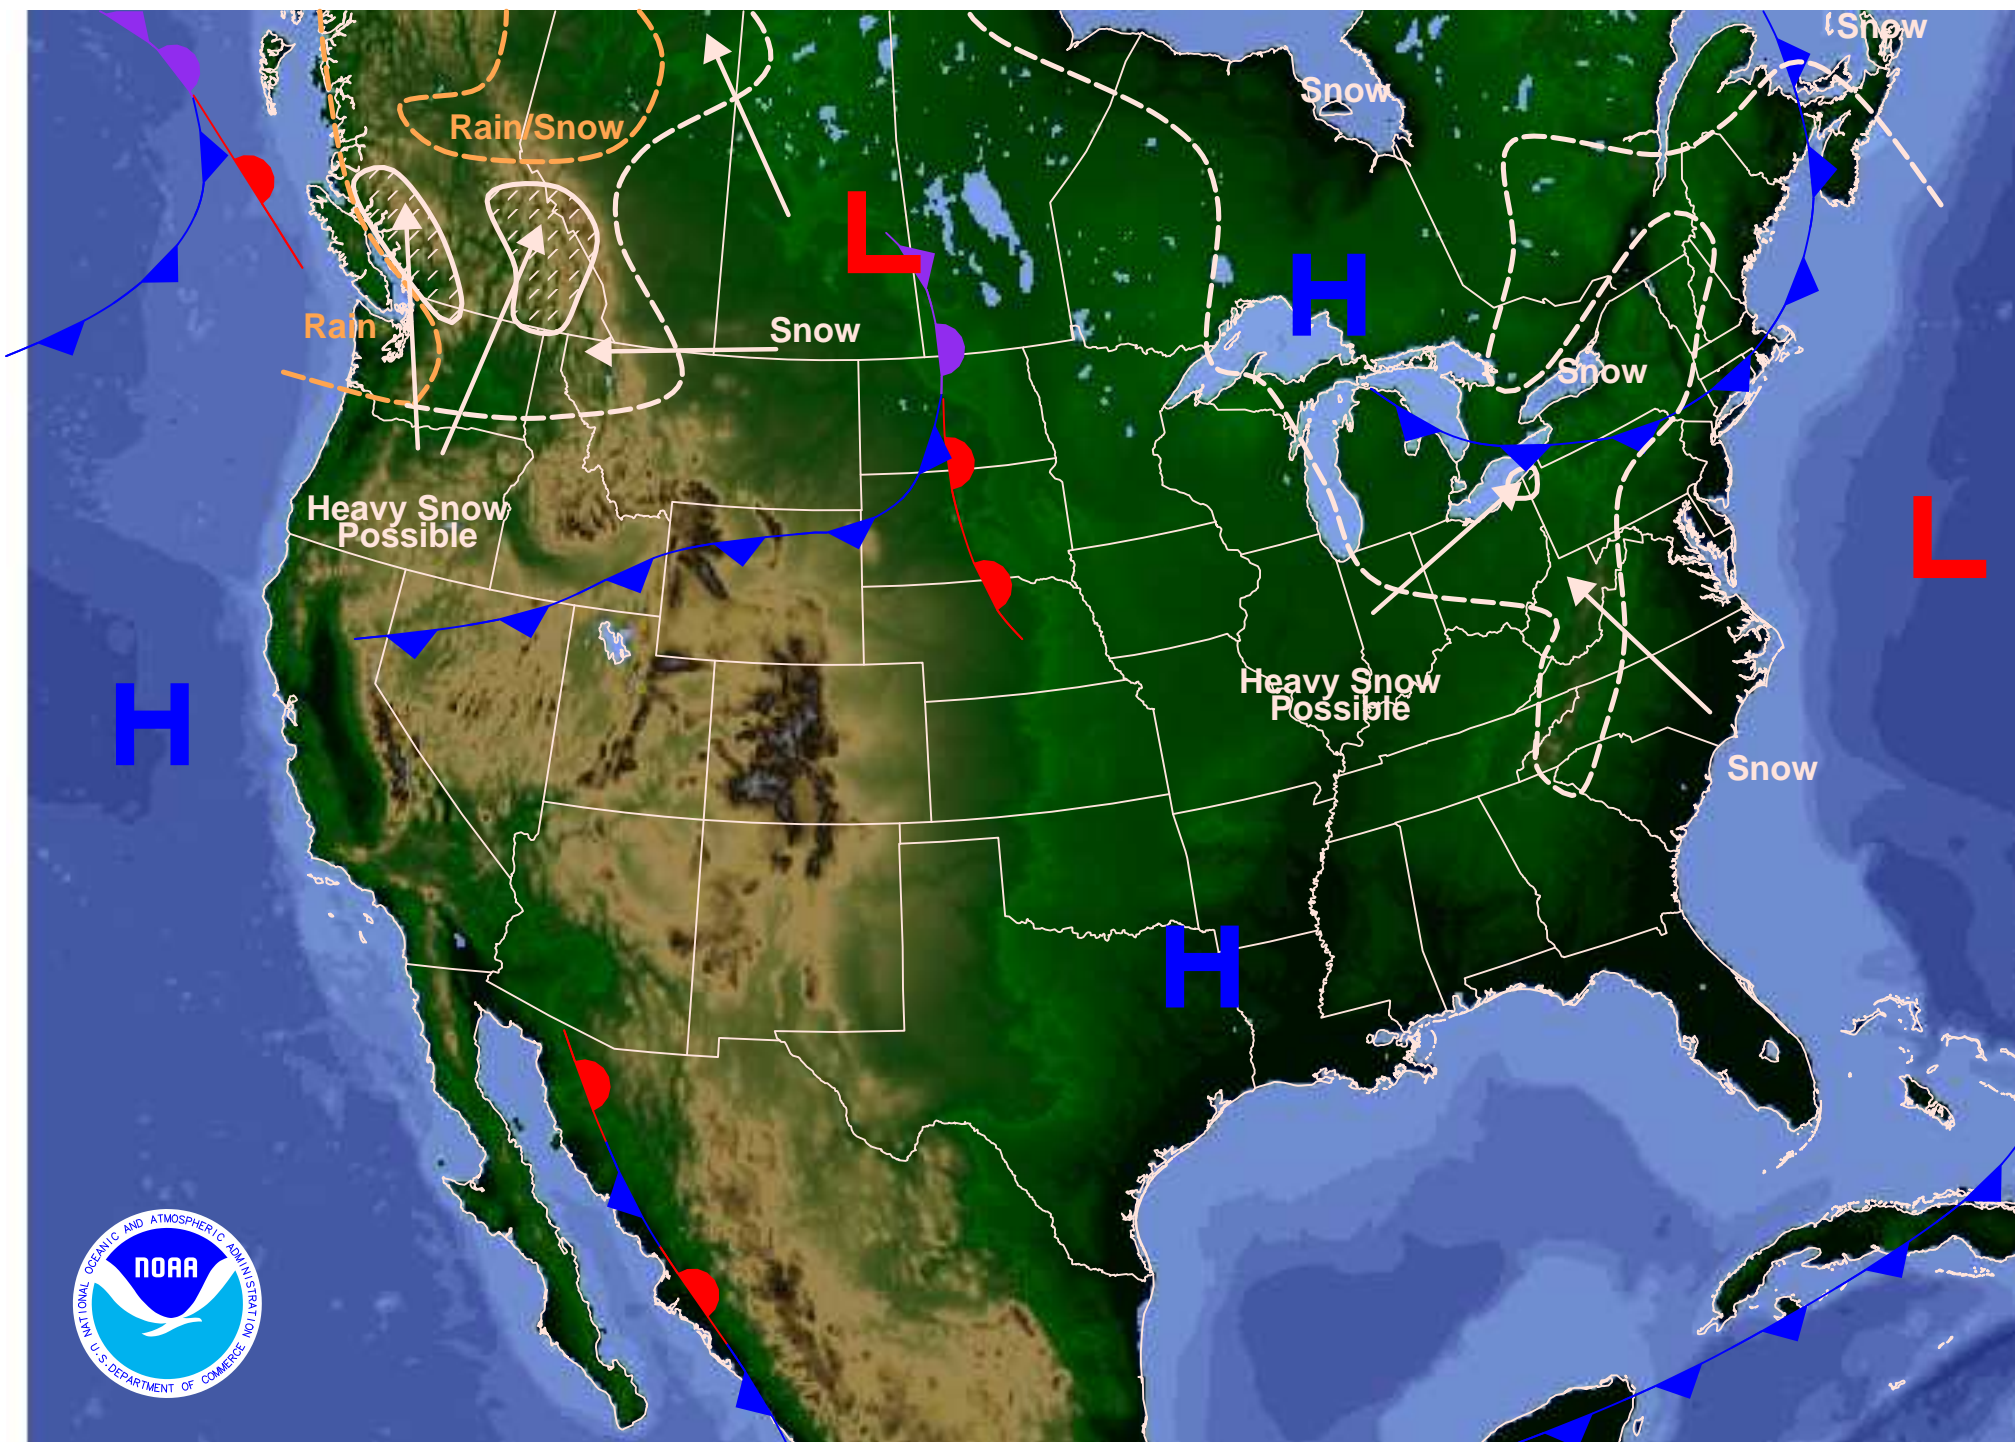 Snow
Snow
Rain/Snow
L
H
Rain
Snow
Snow
Heavy Snow
Possible
L
Heavy Snow
Possible
H
Snow
H
NATIONAL OCEANIC AND ATMOSPHERIC ADMINISTRATION
NOAA
U.S. DEPARTMENT OF COMMERCE